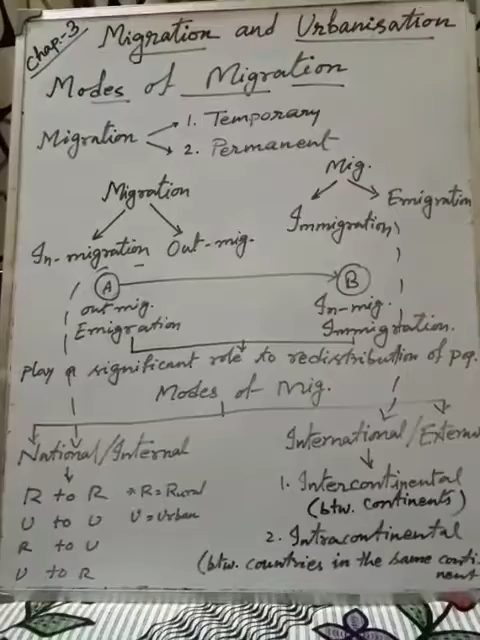 Chap.-3
Migration and Urbanisation
Modes of Migration
Migration
1. Temporary
2. Permanent
Migration
In-migration Out-mig.
Mig.
Immigration Emigration
A B
out mig.
Emigration
In-mig.
Immigration.
play a significant role to redistribution of pop.
Modes of Mig.
National/Internal
R to R * R = Rural
U to U U = Urban
R to U
U to R
International/Externa
1. Intercontinental
(btw. continents)
2. Intracontinental
(btw. countries in the same conti-
nent